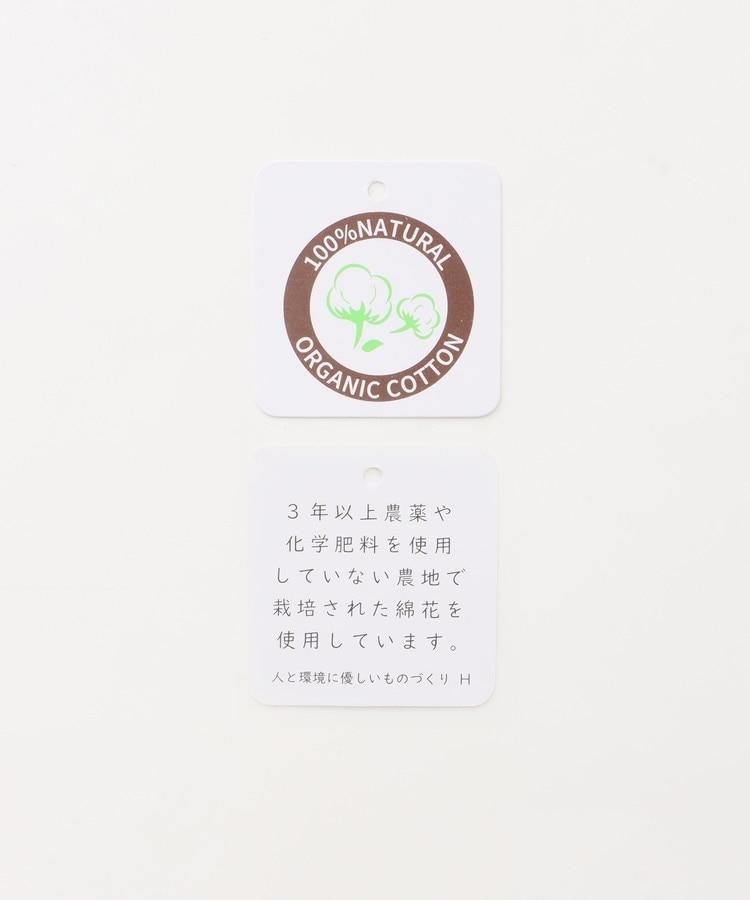 100%NATURAL
ORGANIC COTTON
3年以上農薬や
化学肥料を使用
していない農地で
栽培された綿花を
使用しています。
人と環境に優しいものづくり H